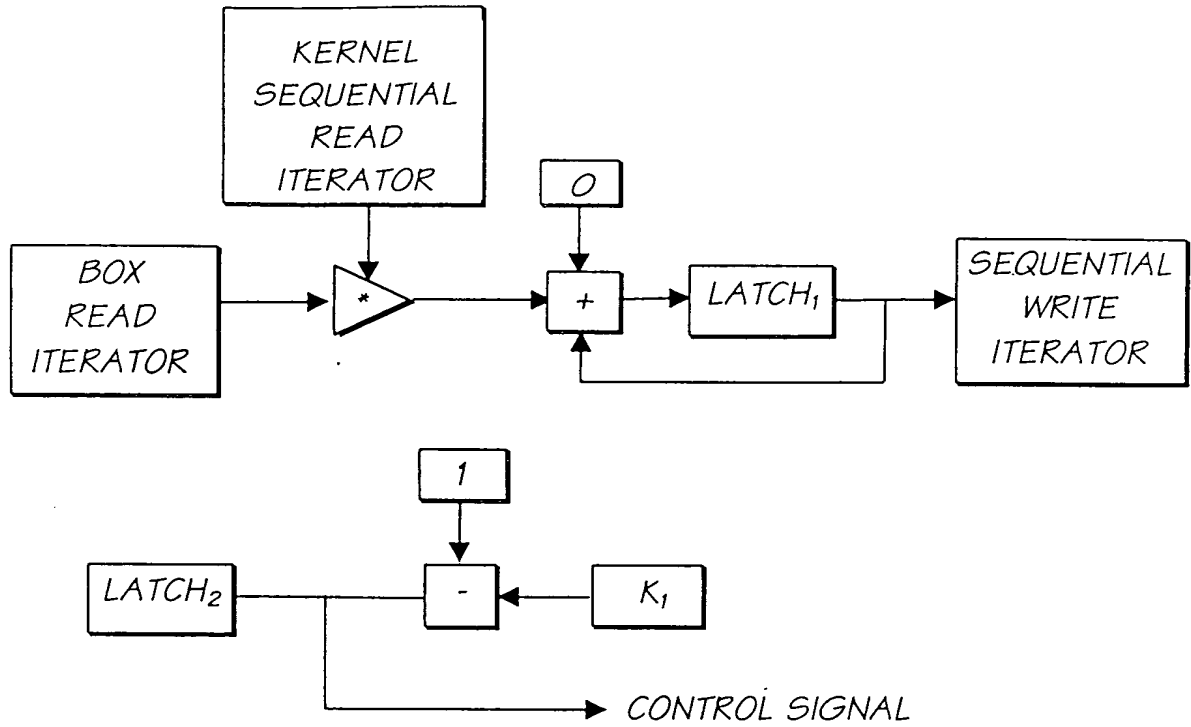 KERNEL
SEQUENTIAL
READ
ITERATOR
0
BOX
READ
ITERATOR
*
+
LATCH₁
SEQUENTIAL
WRITE
ITERATOR
1
LATCH₂
-
K₁
CONTROL SIGNAL